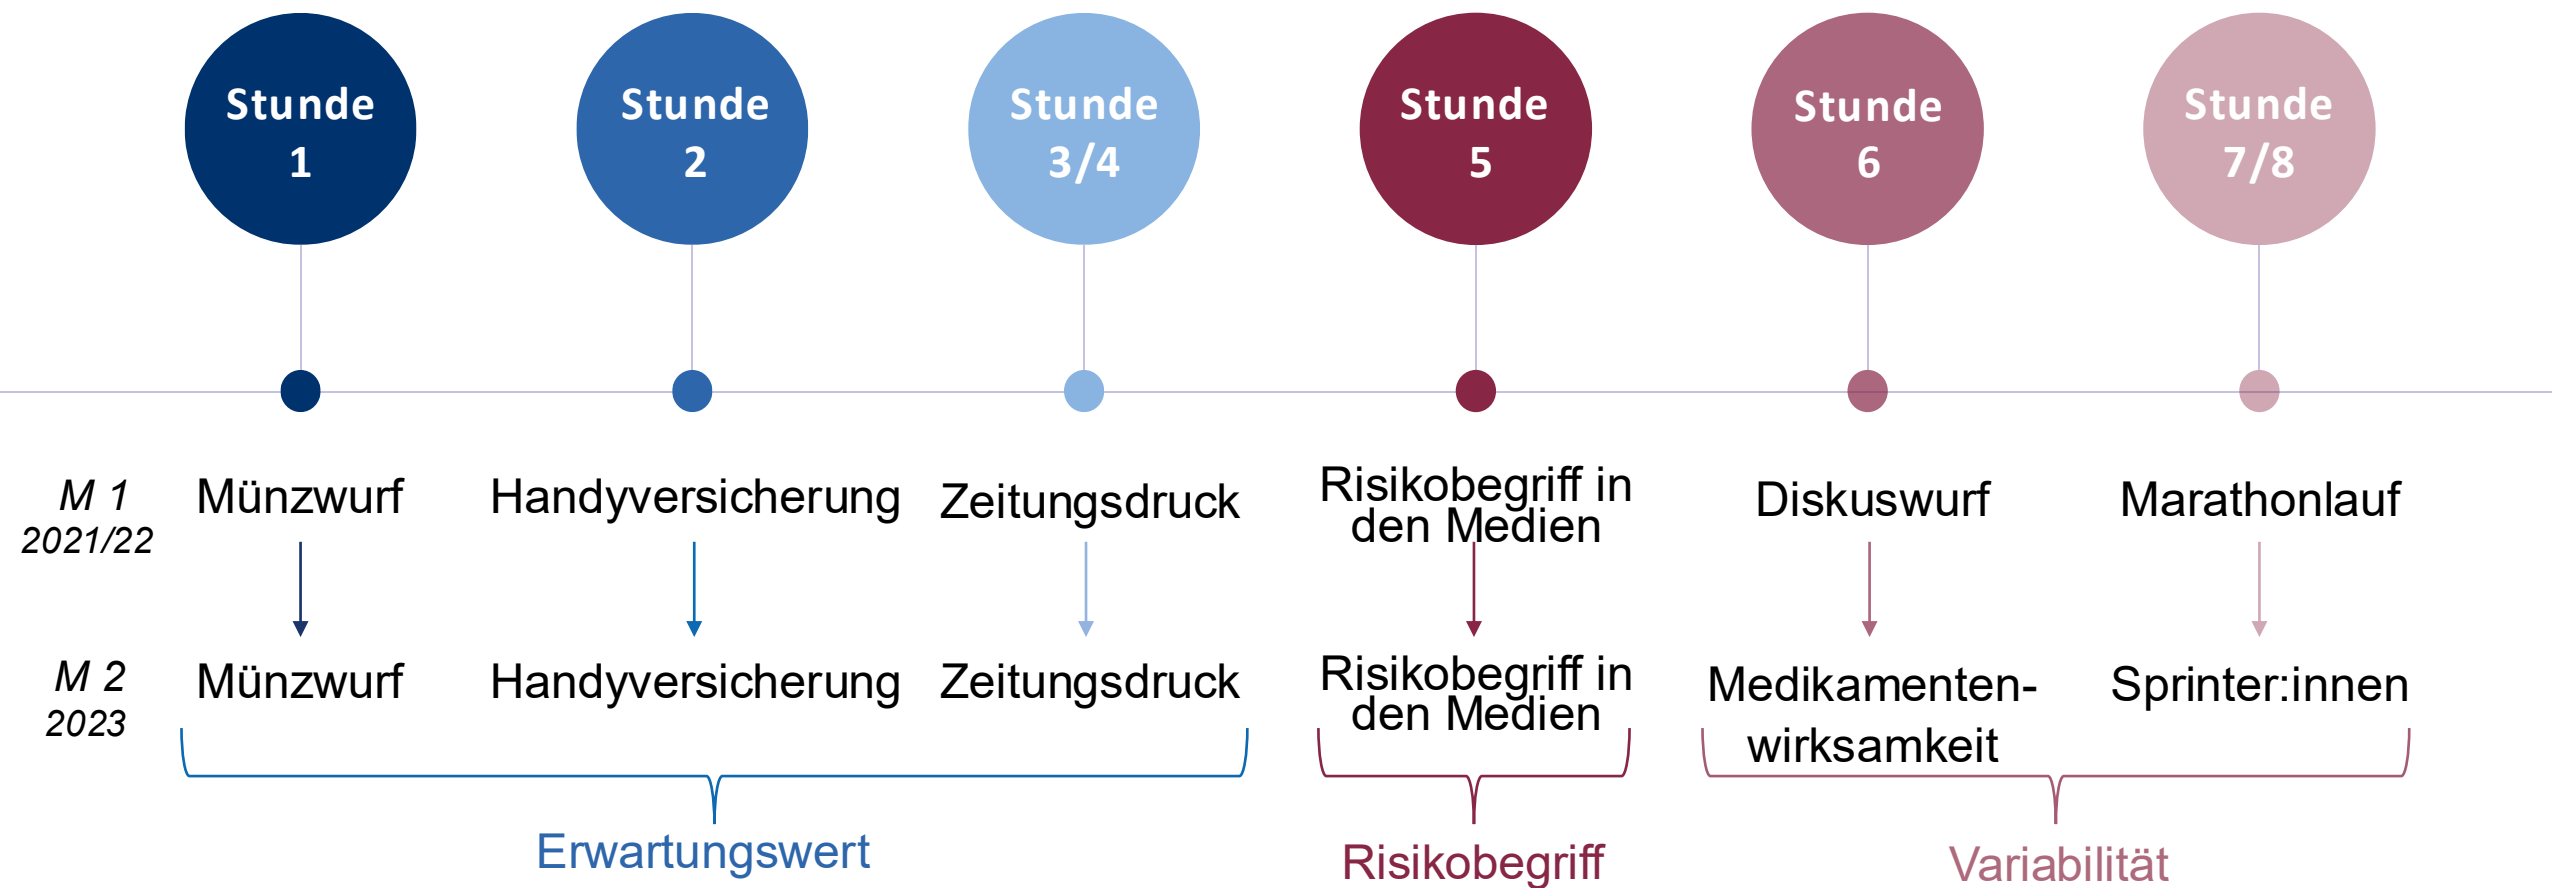 Stunde
1
Stunde
2
Stunde
3/4
Stunde
5
Stunde
6
Stunde
7/8
M 1
2021/22
Münzwurf
Handyversicherung
Zeitungsdruck
Risikobegriff in
den Medien
Diskuswurf
Marathonlauf
M 2
2023
Münzwurf
Handyversicherung
Zeitungsdruck
Risikobegriff in
den Medien
Medikamenten-
wirksamkeit
Sprinter:innen
Erwartungswert
Risikobegriff
Variabilität